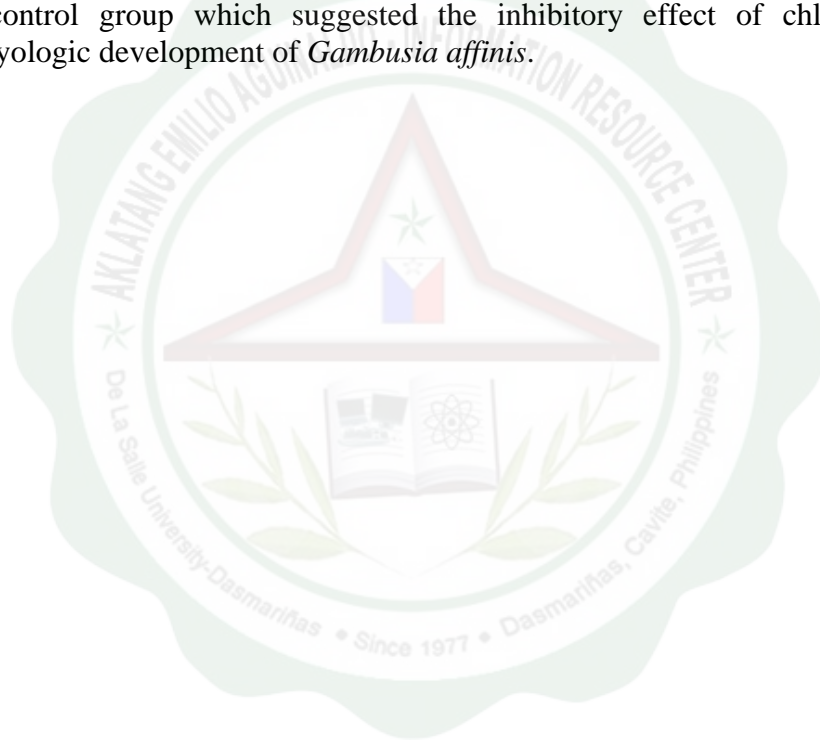 control group which suggested the inhibitory effect of chl
yologic development of Gambusia affinis.
AKLATANG EMILIO AGUINALDO - INFORMATION RESOURCE CENTER
De La Salle University-Dasmariñas • Since 1977 • Dasmariñas, Cavite, Philippines